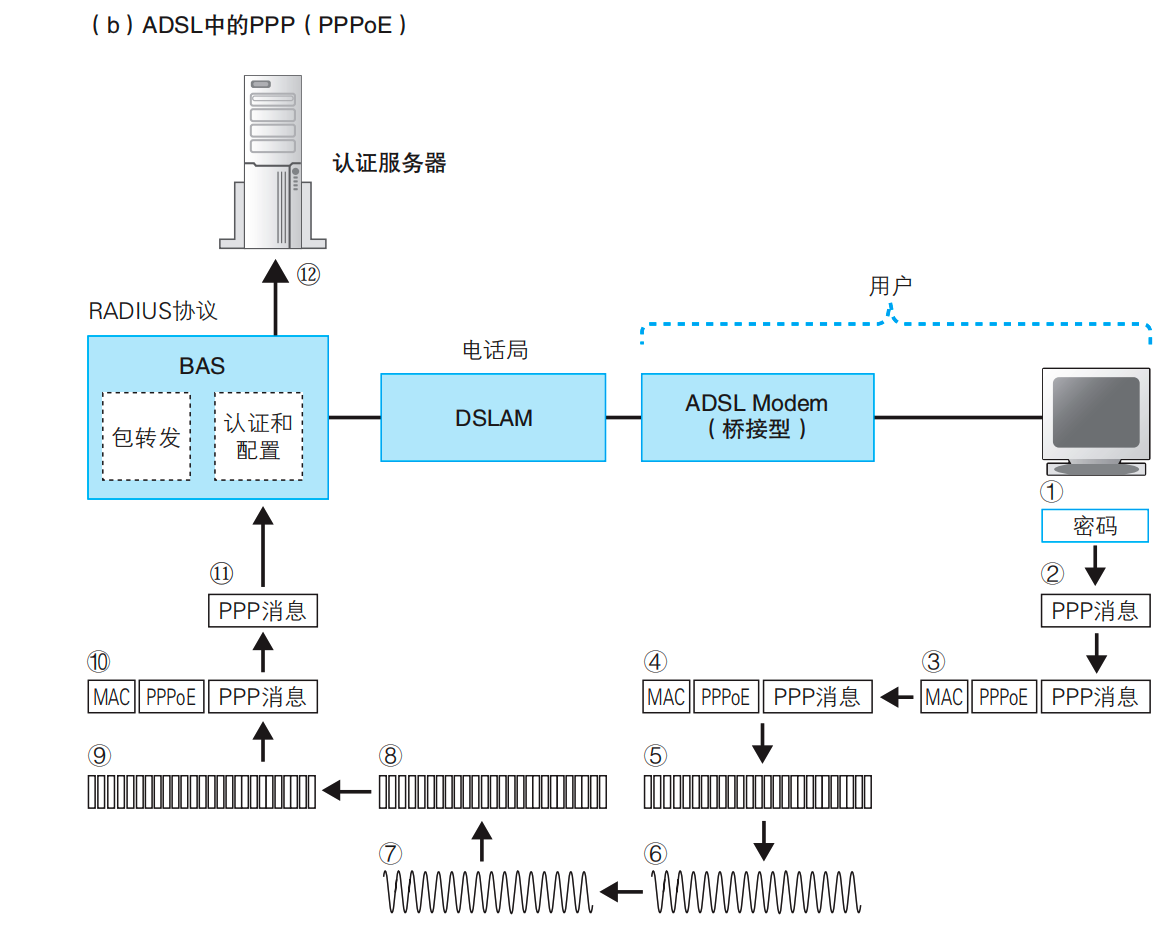 （b）ADSL中的PPP（PPPoE）
认证服务器
⑫
RADIUS协议
用户
电话局
BAS
包转发
认证和
配置
DSLAM
ADSL Modem
（桥接型）
①
密码
⑪
②
PPP消息
PPP消息
⑩
④
③
MAC PPPoE PPP消息
MAC PPPoE PPP消息
MAC PPPoE PPP消息
⑨
⑧
⑤
⑦
⑥